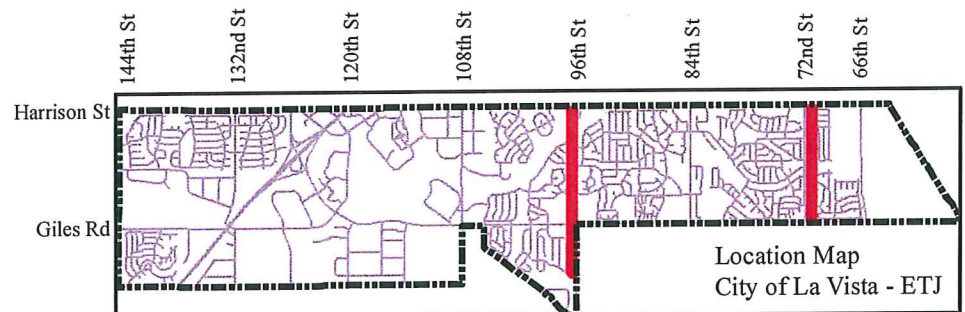 144th St
132nd St
120th St
108th St
96th St
84th St
72nd St
66th St
Harrison St
Giles Rd
Location Map
City of La Vista - ETJ